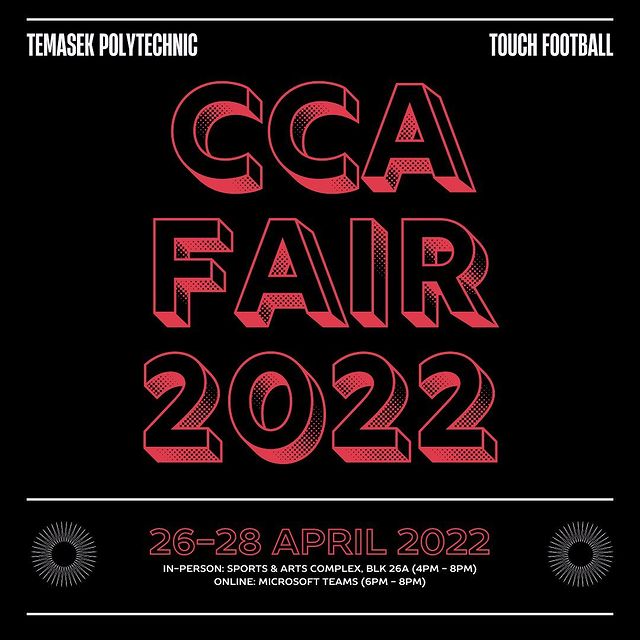 TEMASEK POLYTECHNIC
TOUCH FOOTBALL
CCA
FAIR
2022
26–28 APRIL 2022
IN-PERSON: SPORTS & ARTS COMPLEX, BLK 26A (4PM – 8PM)
ONLINE: MICROSOFT TEAMS (6PM – 8PM)